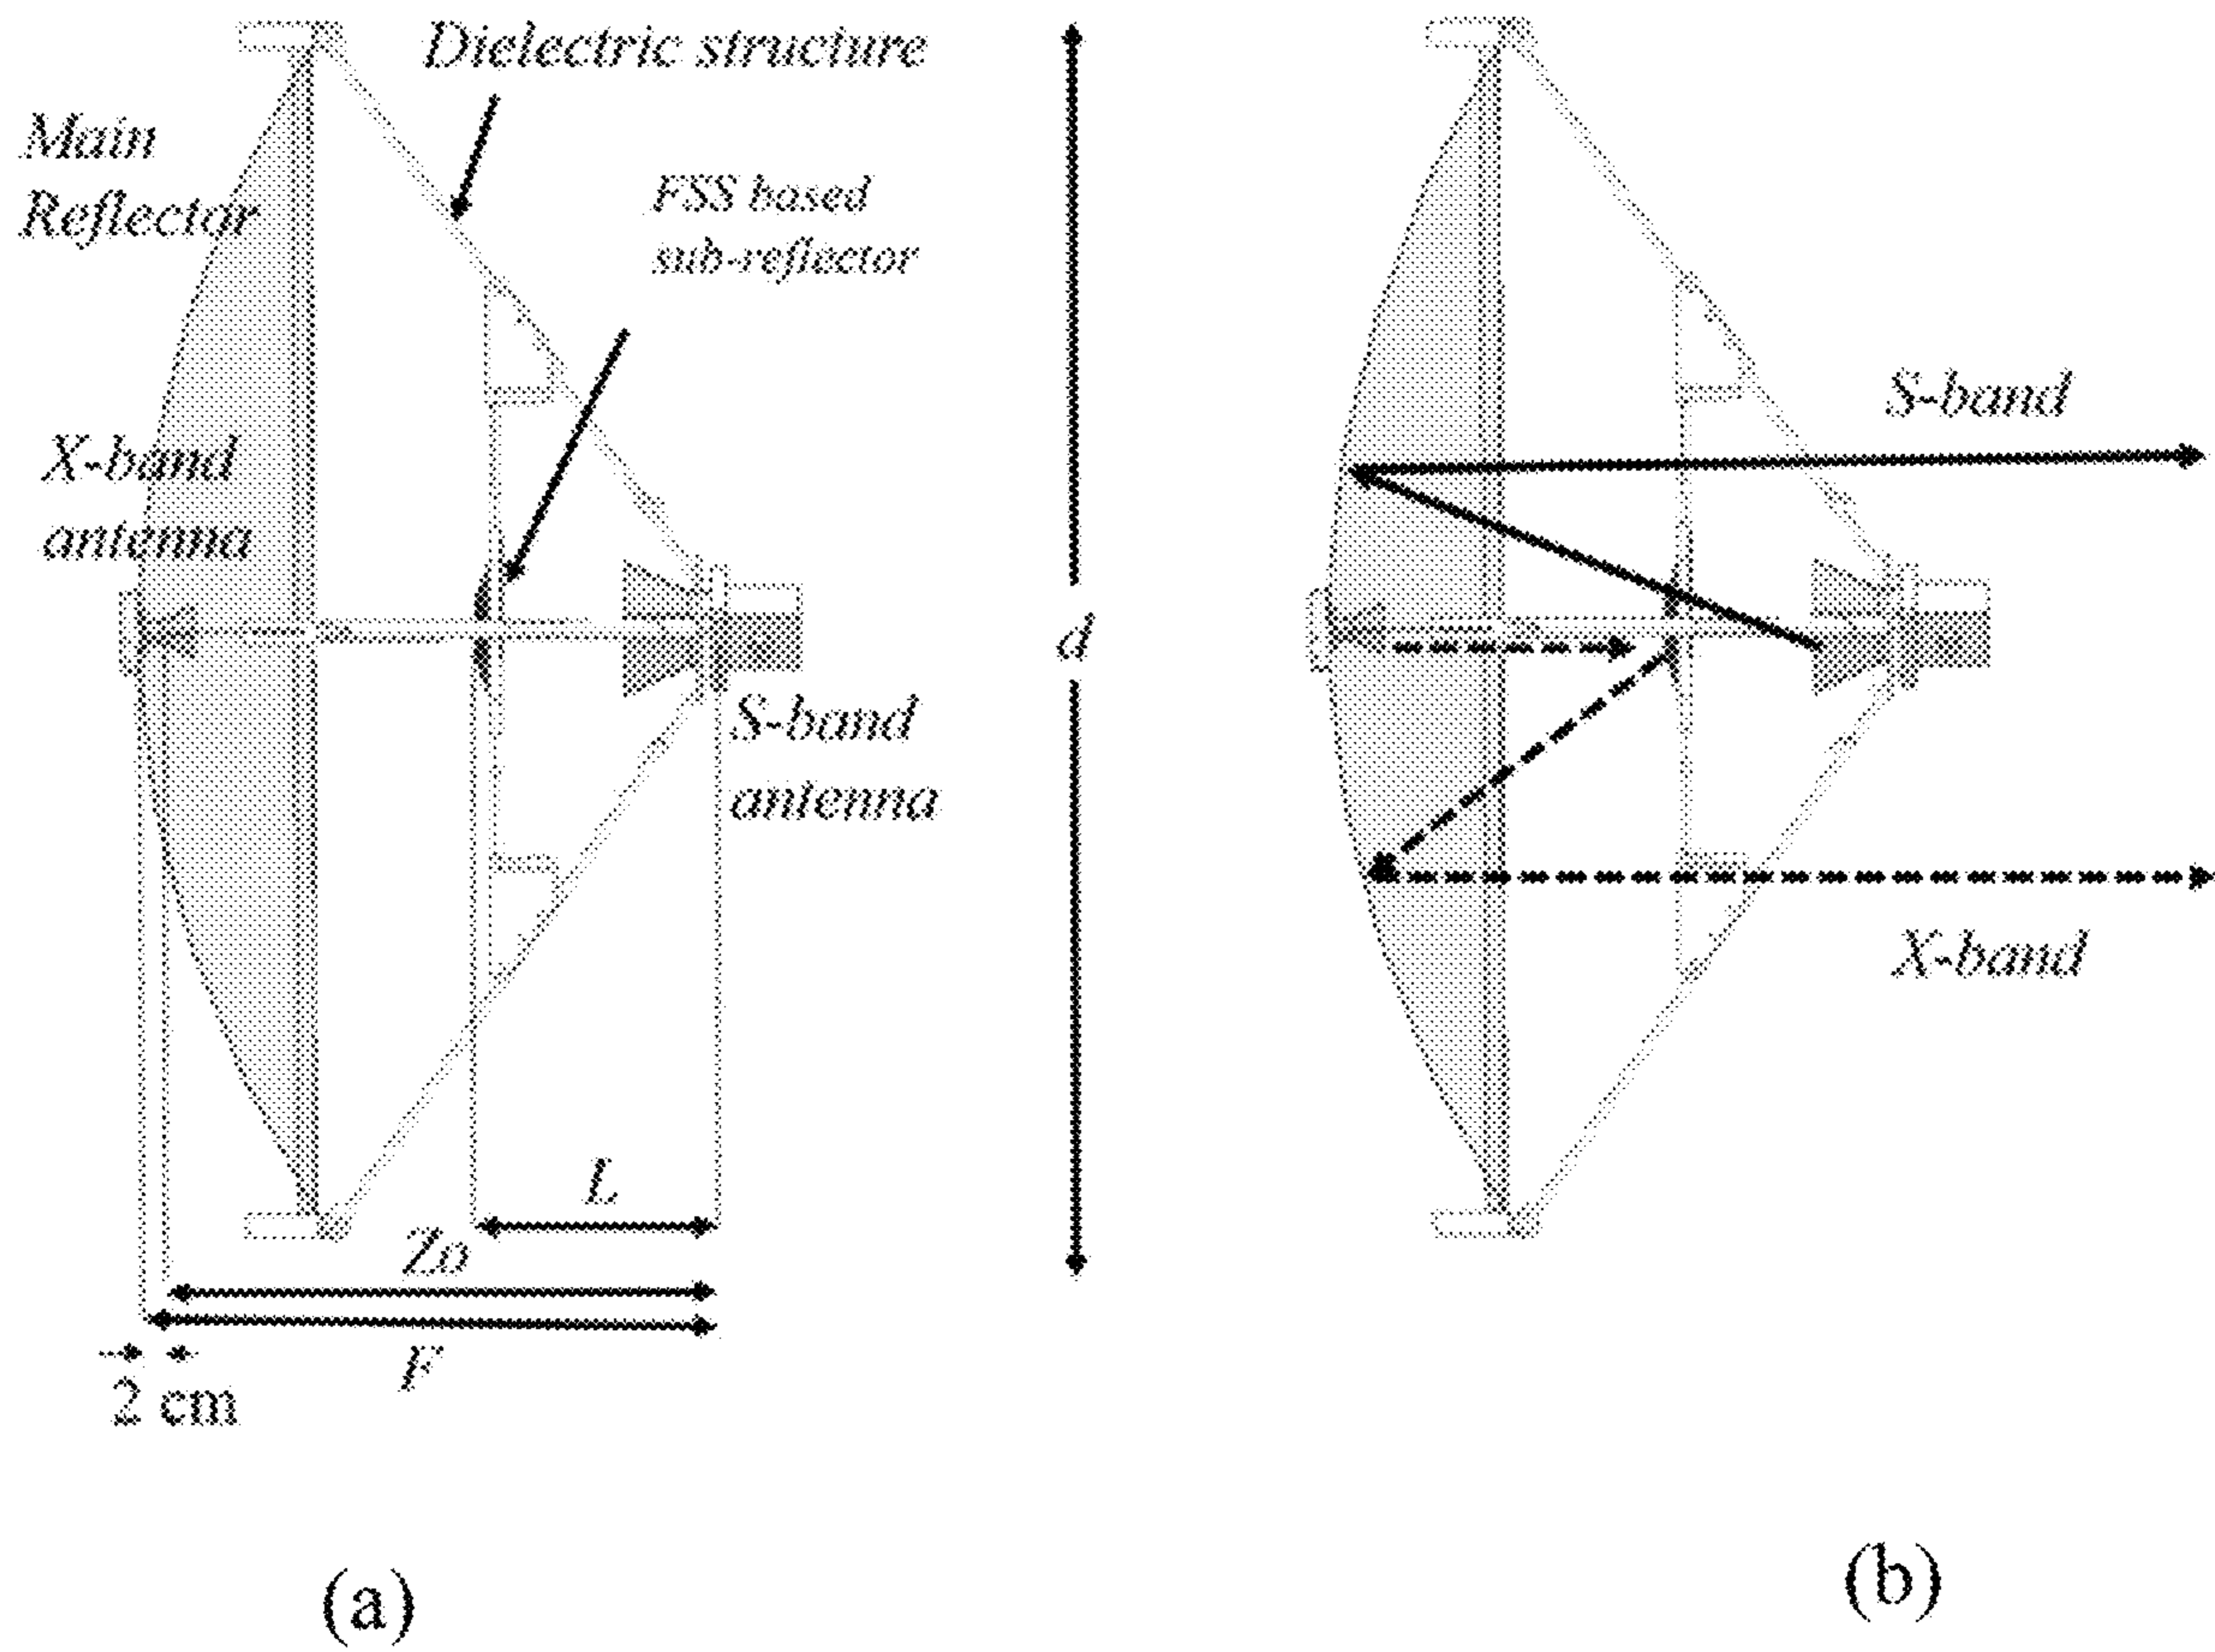 Dielectric structure
Main
Reflector
FSS based
sub-reflector
X-band
antenna
S-band
antenna
L
Zo
F
2 cm
(a)
d
S-band
X-band
(b)